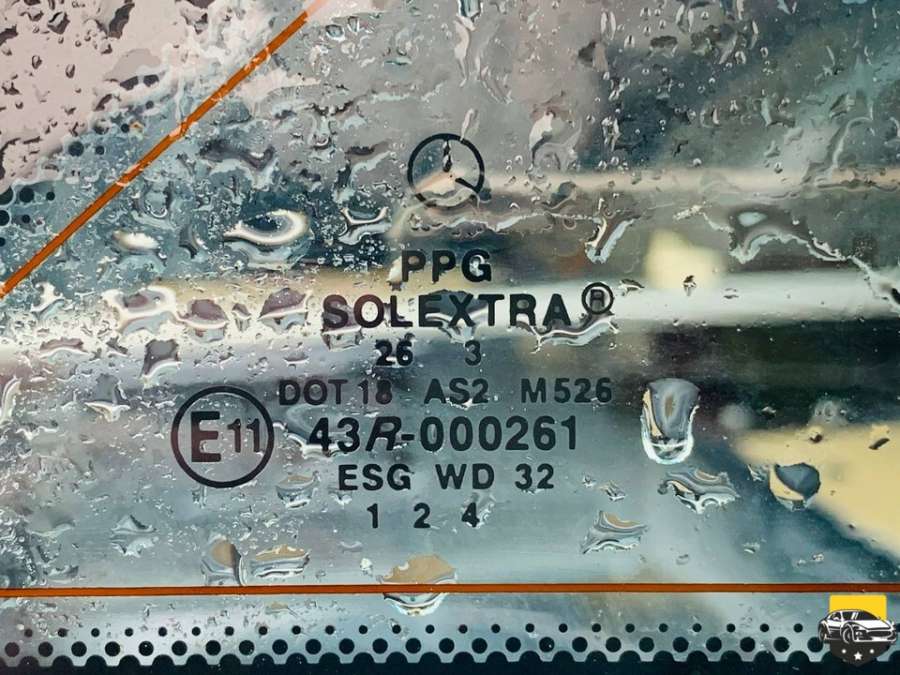 PPG
SOLEXTRA®
26 3
DOT 18 AS2 M526
E11 43R-000261
ESG WD 32
1 2 4